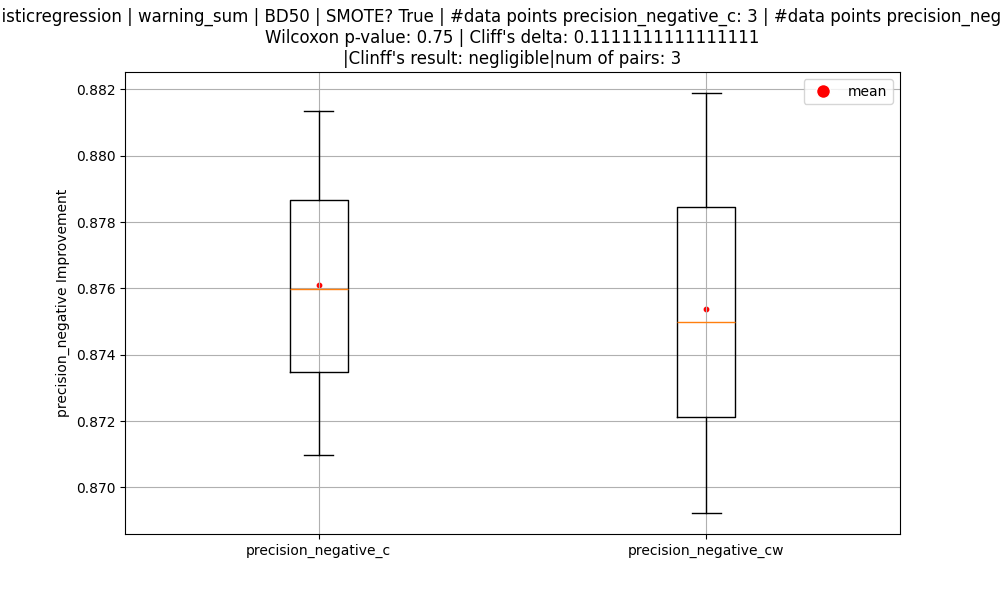 isticregression | warning_sum | BD50 | SMOTE? True | #data points precision_negative_c: 3 | #data points precision_neg
Wilcoxon p-value: 0.75 | Cliff's delta: 0.1111111111111111
|Clinff's result: negligible|num of pairs: 3
mean
0.882
0.880
0.878
0.876
0.874
0.872
0.870
precision_negative Improvement
precision_negative_c
precision_negative_cw